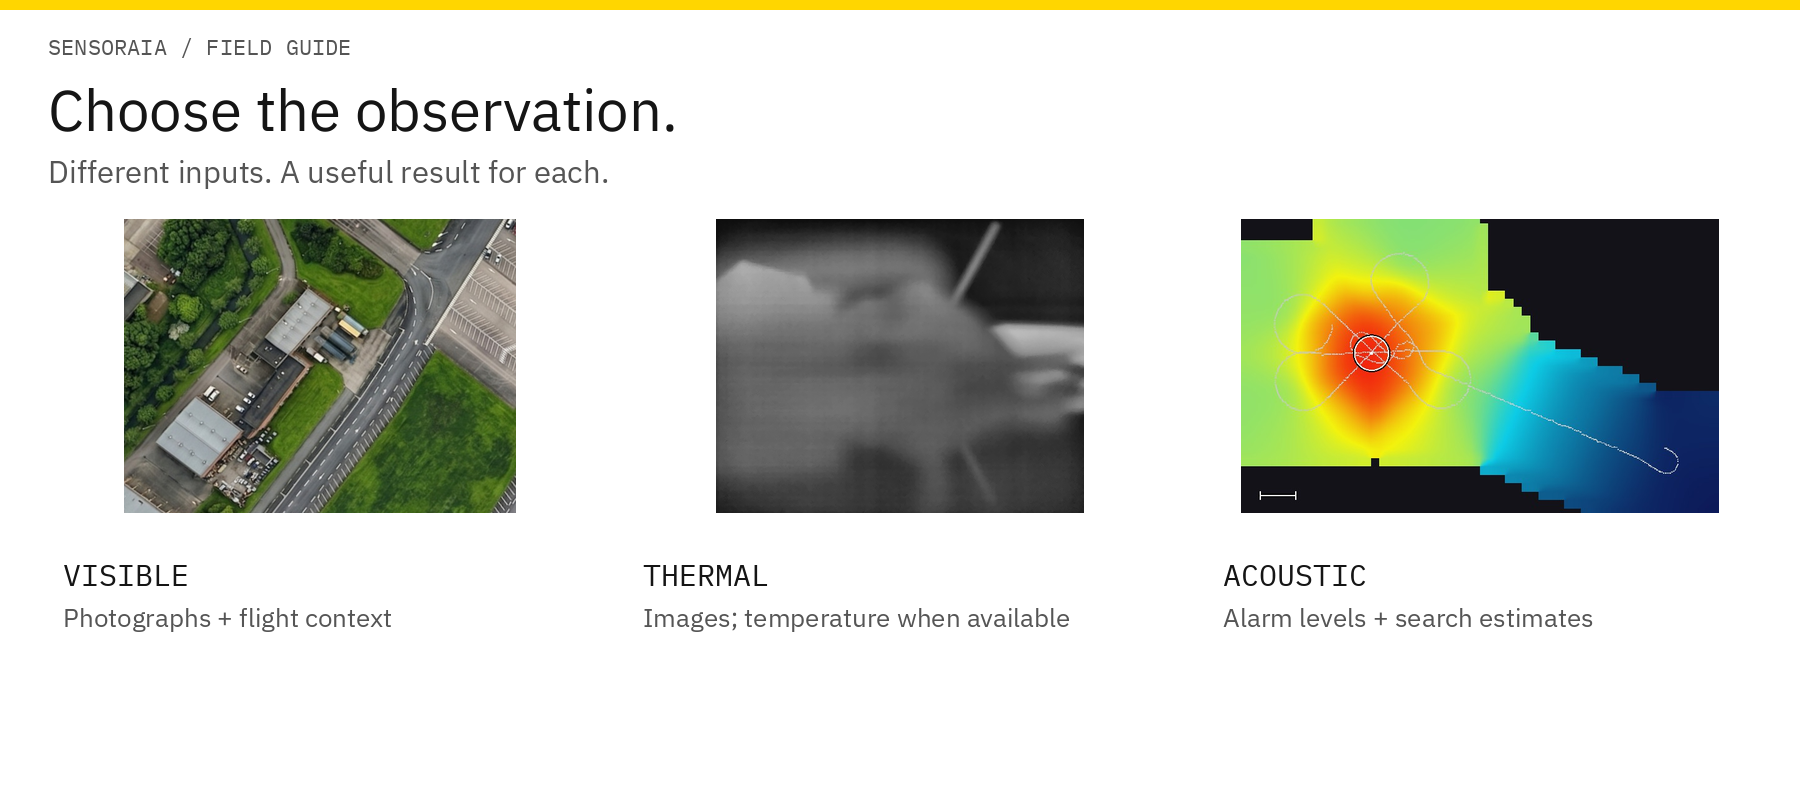 SENSORAIA / FIELD GUIDE
Choose the observation.
Different inputs. A useful result for each.
VISIBLE
Photographs + flight context
THERMAL
Images; temperature when available
ACOUSTIC
Alarm levels + search estimates